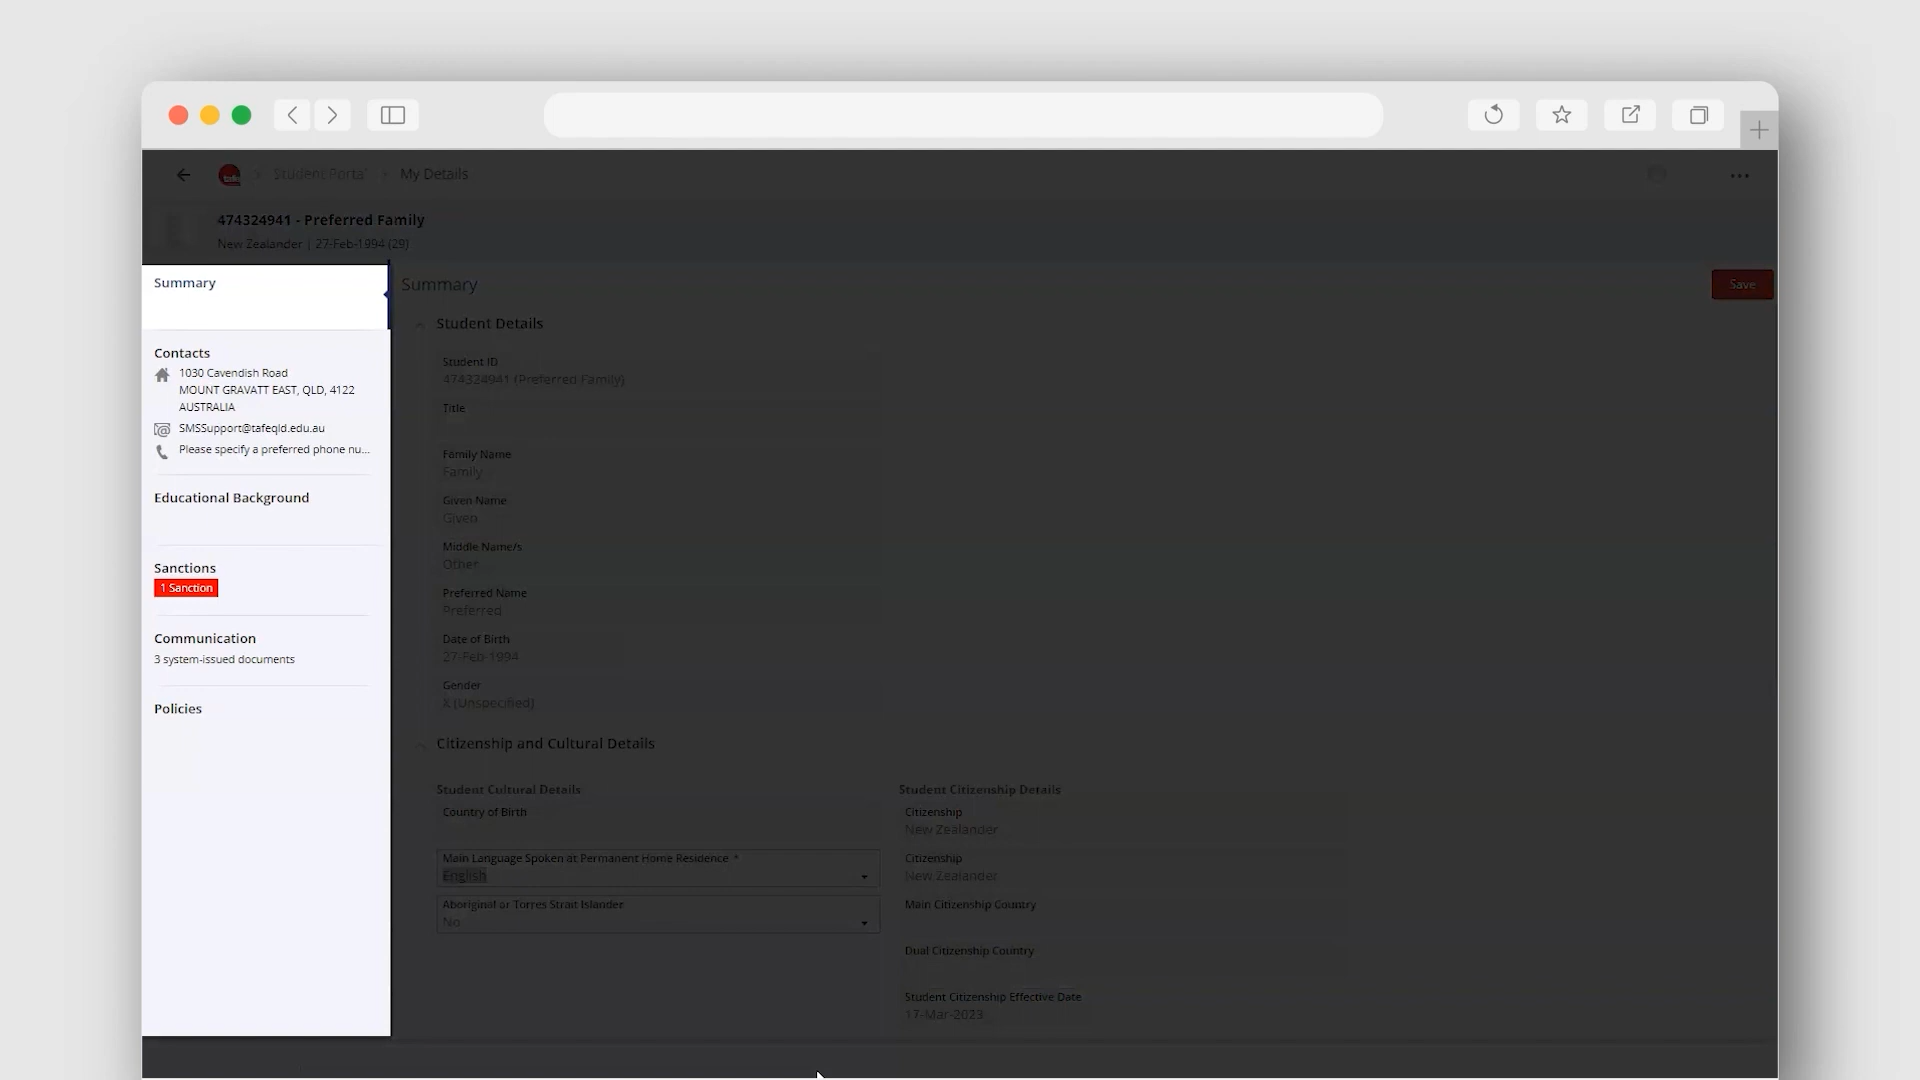 Student Portal > My Details
474324941 - Preferred Family
New Zealander | 27-Feb-1994 (29)
Summary
Contacts
1030 Cavendish Road
MOUNT GRAVATT EAST, QLD, 4122
AUSTRALIA
SMSSupport@tafeqld.edu.au
Please specify a preferred phone nu...
Educational Background
Sanctions
1 Sanction
Communication
3 system-issued documents
Policies
Summary
Save
Student Details
Student ID
474324941 (Preferred Family)
Title
Family Name
Family
Given Name
Given
Middle Name/s
Other
Preferred Name
Preferred
Date of Birth
27-Feb-1994
Gender
X (Unspecified)
Citizenship and Cultural Details
Student Cultural Details
Country of Birth
Main Language Spoken at Permanent Home Residence *
English
Aboriginal or Torres Strait Islander
No
Student Citizenship Details
Citizenship
New Zealander
Citizenship
New Zealander
Main Citizenship Country
Dual Citizenship Country
Student Citizenship Effective Date
17-Mar-2023